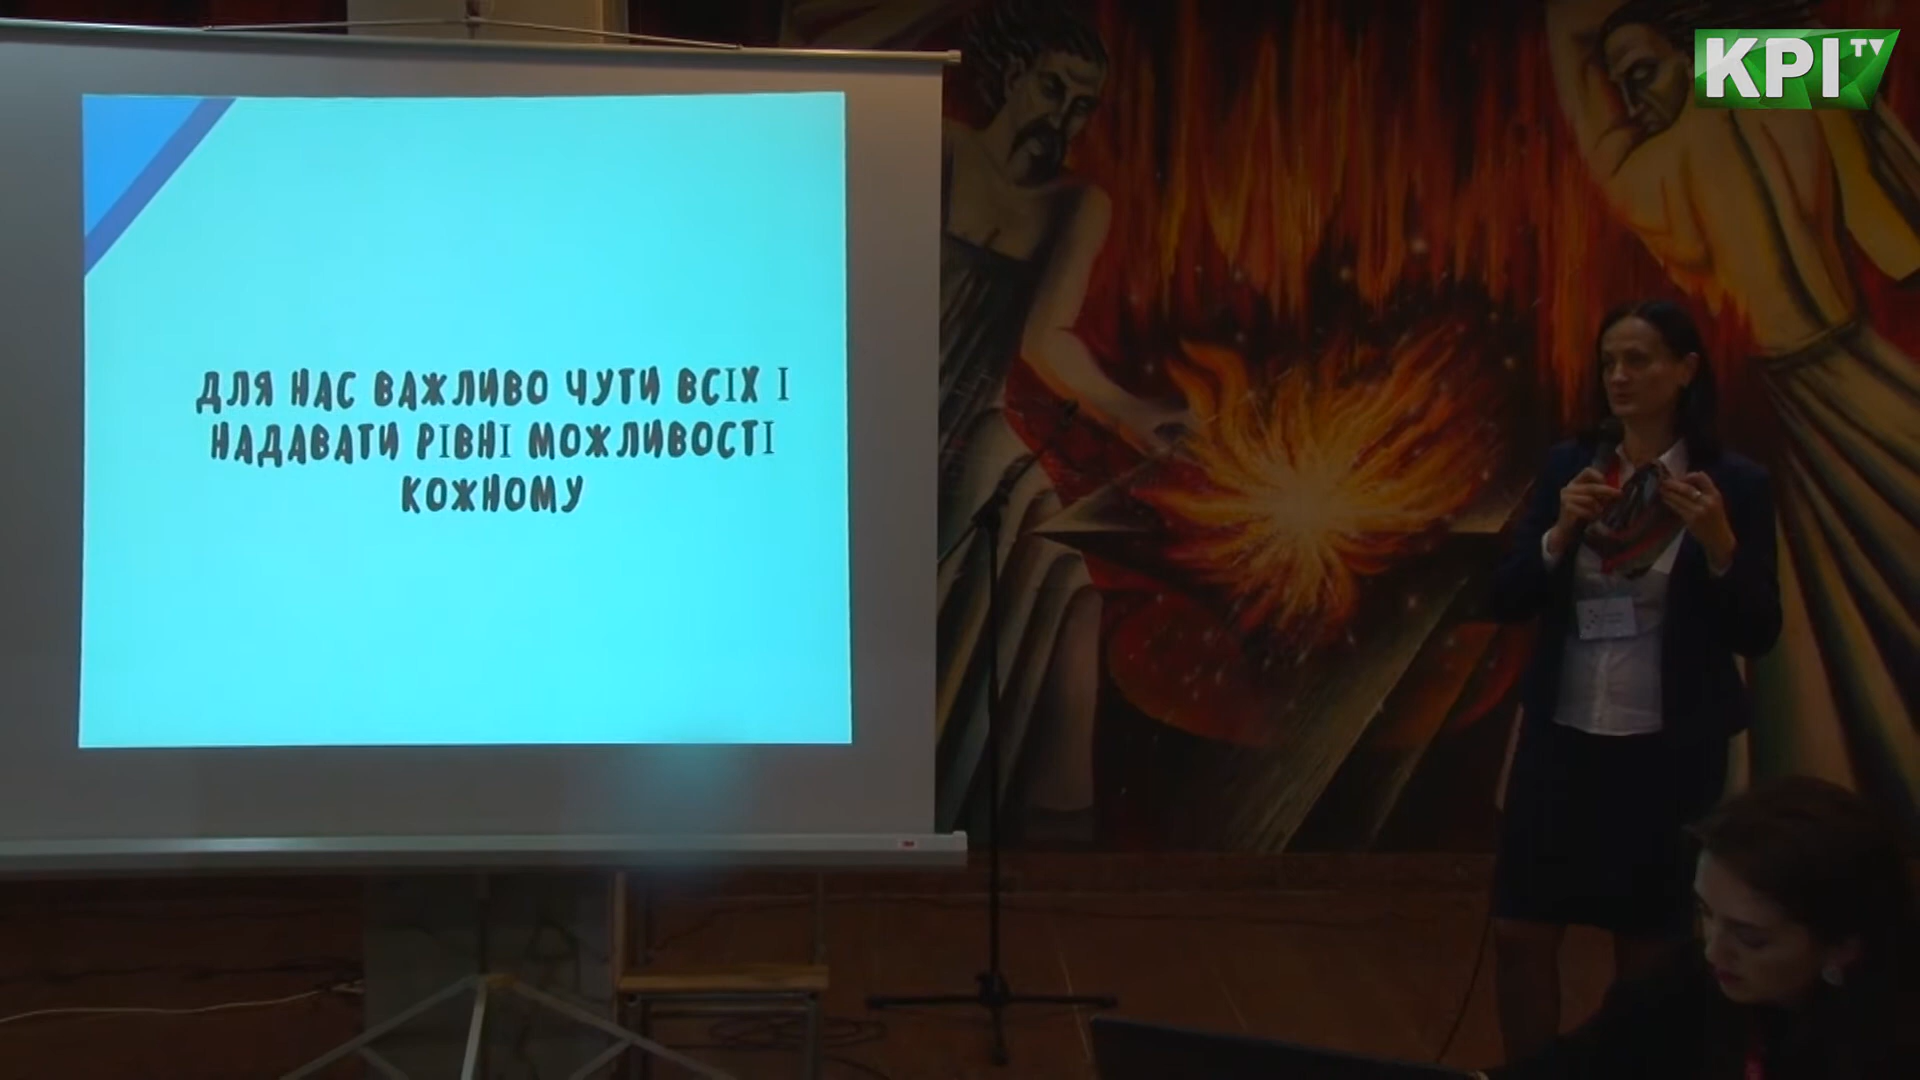 KPI TV
ДЛЯ НАС ВАЖЛИВО ЧУТИ ВСІХ І
НАДАВАТИ РІВНІ МОЖЛИВОСТІ
КОЖНОМУ